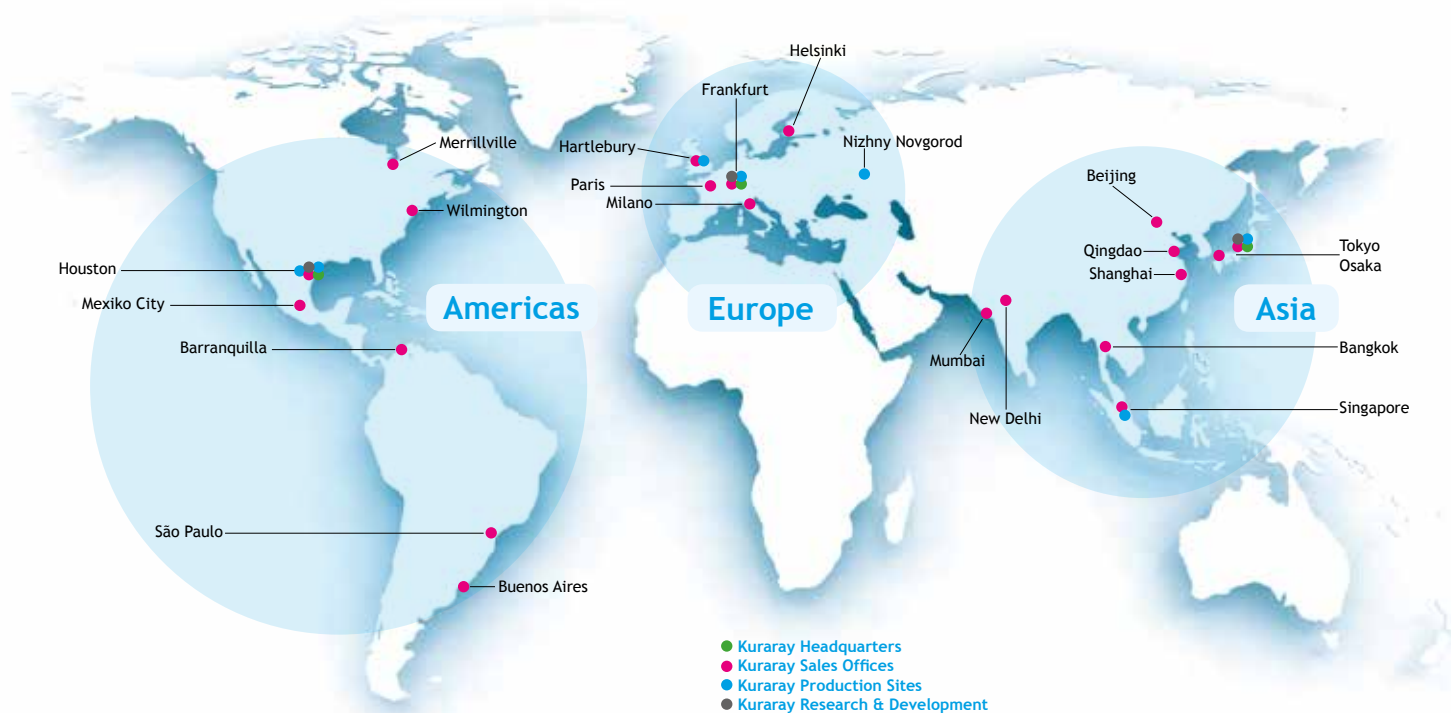 Helsinki
Frankfurt
Merrillville
Hartlebury
Nizhny Novgorod
Paris
Beijing
Milano
Wilmington
Qingdao
Tokyo
Osaka
Houston
Shanghai
Mexiko City
Americas
Europe
Asia
Barranquilla
Mumbai
Bangkok
New Delhi
Singapore
São Paulo
Buenos Aires
Kuraray Headquarters
Kuraray Sales Offices
Kuraray Production Sites
Kuraray Research & Development